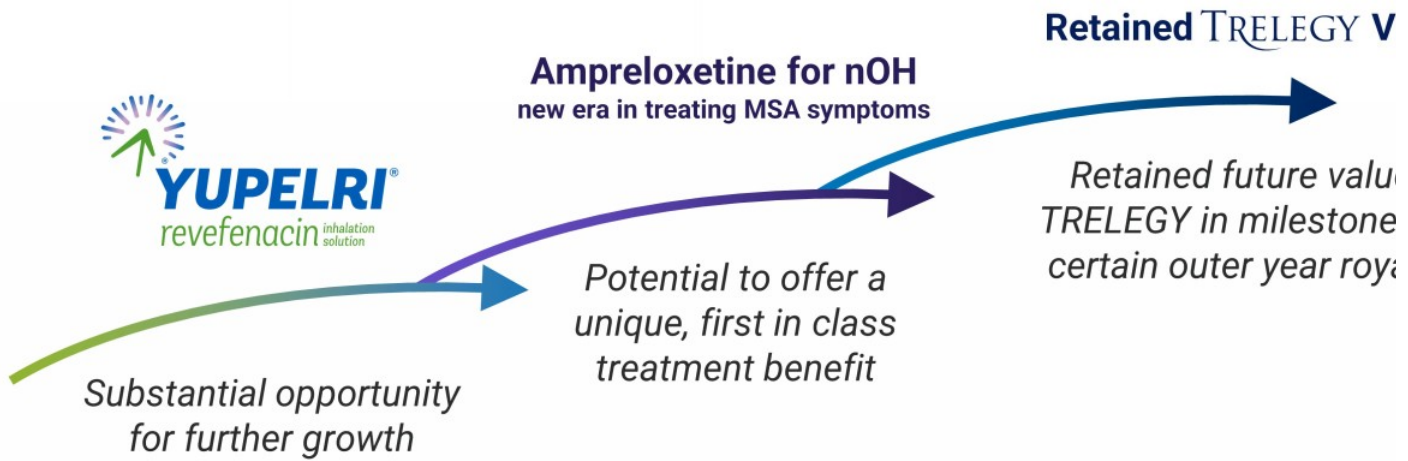 YUPELRI®
revefenacin inhalation solution
Substantial opportunity
for further growth
Ampreloxetine for nOH
new era in treating MSA symptoms
Potential to offer a
unique, first in class
treatment benefit
Retained TRELEGY V
Retained future valu
TRELEGY in milestone
certain outer year roya